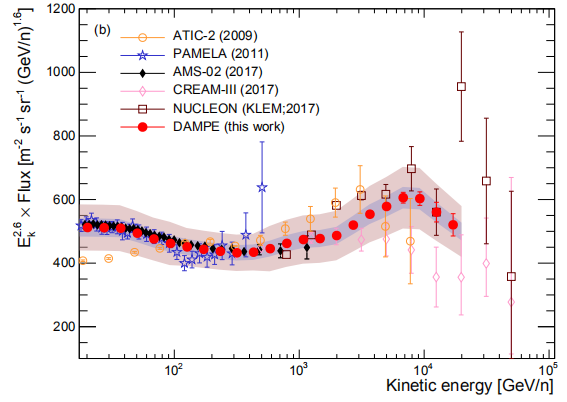 (b)
ATIC-2 (2009)
PAMELA (2011)
AMS-02 (2017)
CREAM-III (2017)
NUCLEON (KLEM;2017)
DAMPE (this work)
E_k^2.6 × Flux [m^-2 s^-1 sr^-1 (GeV/n)^1.6]
1200
1000
800
600
400
200
10^2 10^3 10^4 10^5
Kinetic energy [GeV/n]